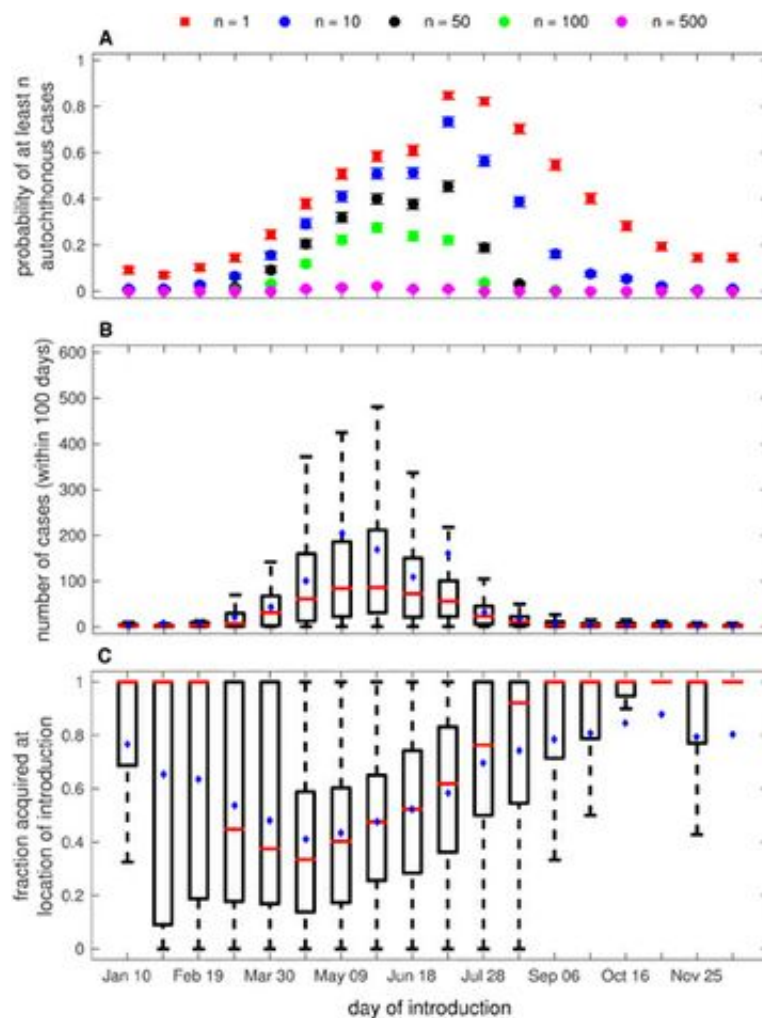 n = 1 n = 10 n = 50 n = 100 n = 500
A
probability of at least n
autochthonous cases
1
0.8
0.6
0.4
0.2
0
B
number of cases (within 100 days)
600
500
400
300
200
100
0
C
fraction acquired at
location of introduction
1
0.8
0.6
0.4
0.2
0
Jan 10 Feb 19 Mar 30 May 09 Jun 18 Jul 28 Sep 06 Oct 16 Nov 25
day of introduction